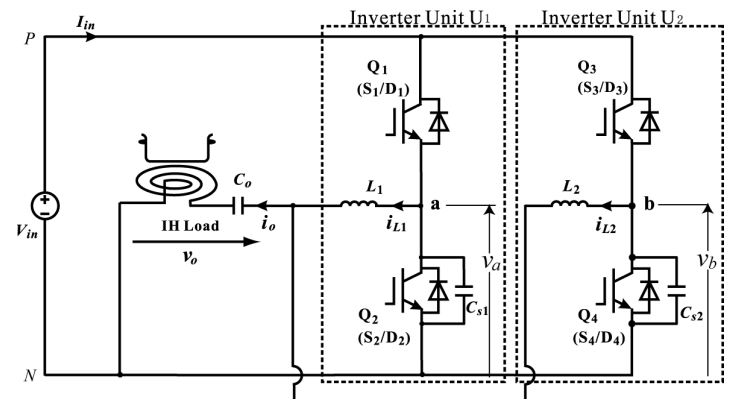 Inverter Unit U1 Inverter Unit U2
P Iin
Q1 Q3
(S1/D1) (S3/D3)
Co L1 a L2 b
Vin IH Load io iL1 iL2
vo va vb
Q2 Cs1 Q4 Cs2
(S2/D2) (S4/D4)
N